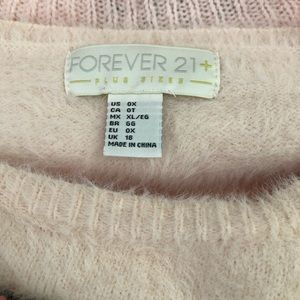 FOREVER 21+
PLUS SIZES
US 0X
CA 0T
MX XL/EG
BR GG
EU 0X
UK 18
MADE IN CHINA